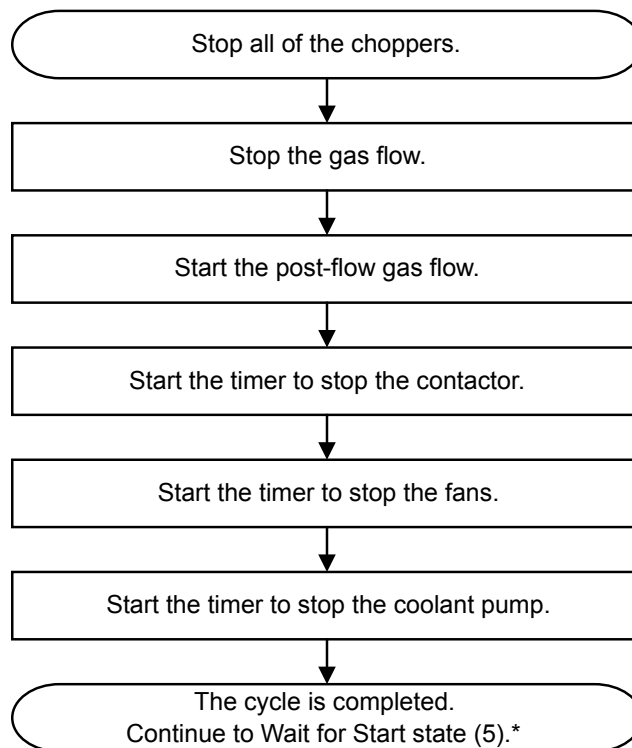 Stop all of the choppers.
Stop the gas flow.
Start the post-flow gas flow.
Start the timer to stop the contactor.
Start the timer to stop the fans.
Start the timer to stop the coolant pump.
The cycle is completed.
Continue to Wait for Start state (5).*